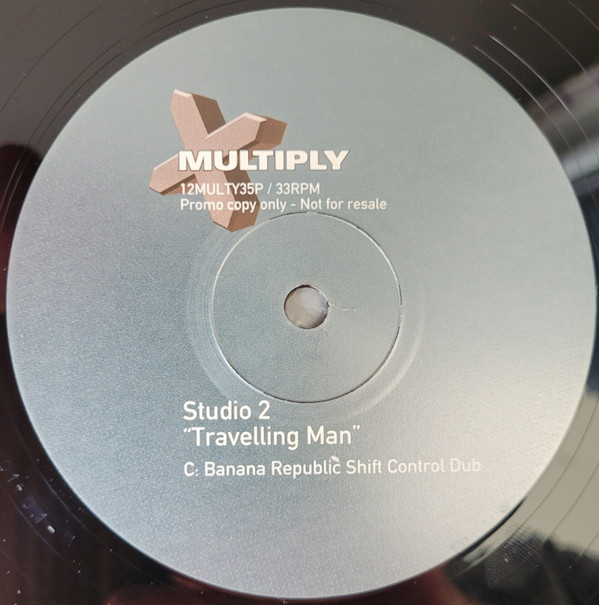 MULTIPLY
12MULTY35P / 33RPM
Promo copy only - Not for resale
Studio 2
“Travelling Man”
C: Banana Republic Shift Control Dub